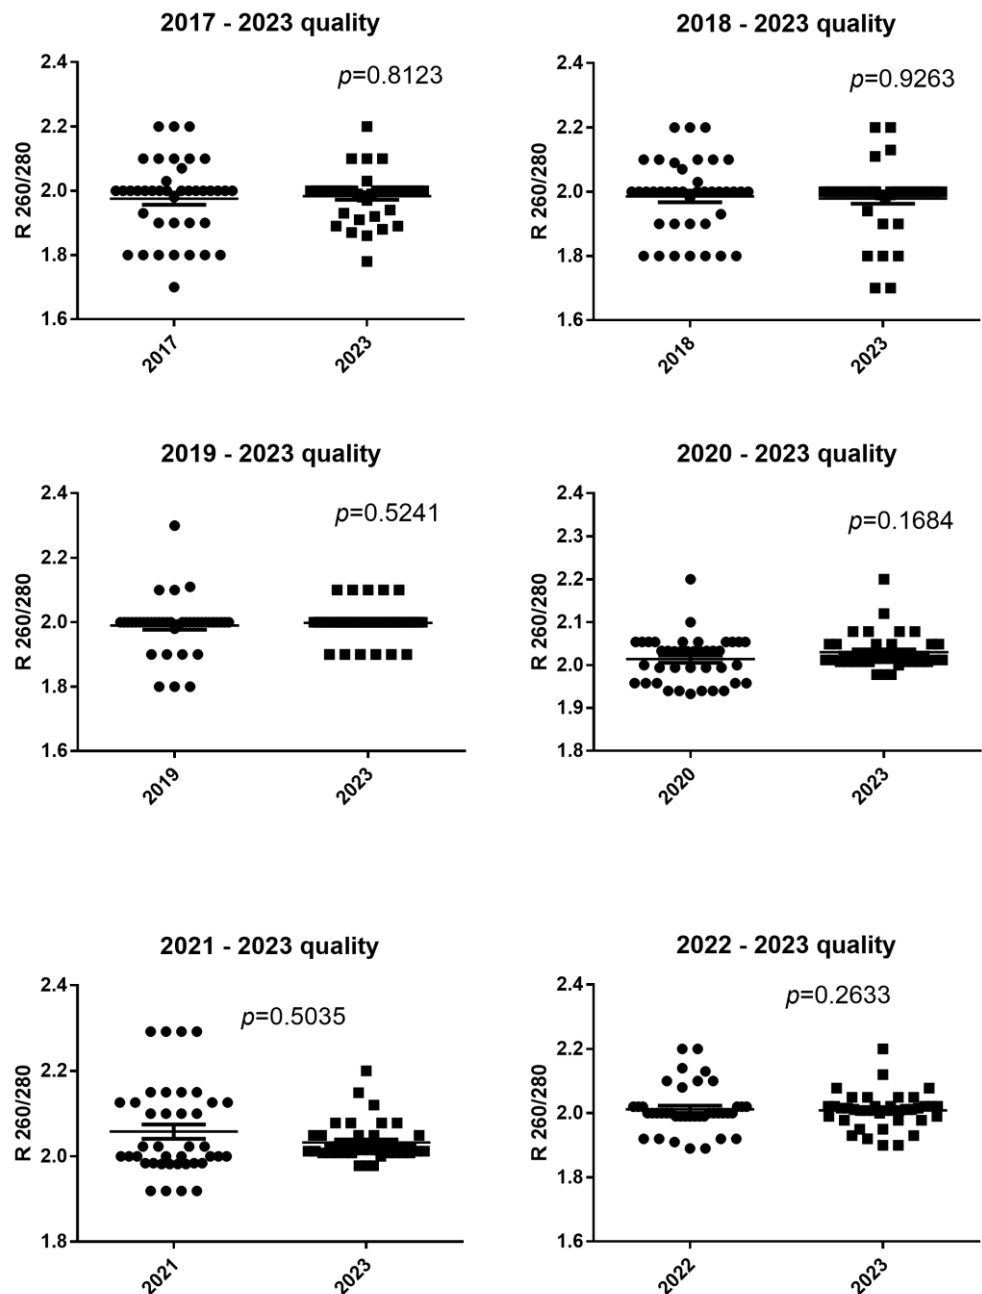 2017 - 2023 quality
p=0.8123
R 260/280
2.4
2.2
2.0
1.8
1.6
2017
2023
2018 - 2023 quality
p=0.9263
R 260/280
2.4
2.2
2.0
1.8
1.6
2018
2023
2019 - 2023 quality
p=0.5241
R 260/280
2.4
2.2
2.0
1.8
1.6
2019
2023
2020 - 2023 quality
p=0.1684
R 260/280
2.4
2.3
2.2
2.1
2.0
1.9
1.8
2020
2023
2021 - 2023 quality
p=0.5035
R 260/280
2.4
2.2
2.0
1.8
2021
2023
2022 - 2023 quality
p=0.2633
R 260/280
2.4
2.2
2.0
1.8
1.6
2022
2023